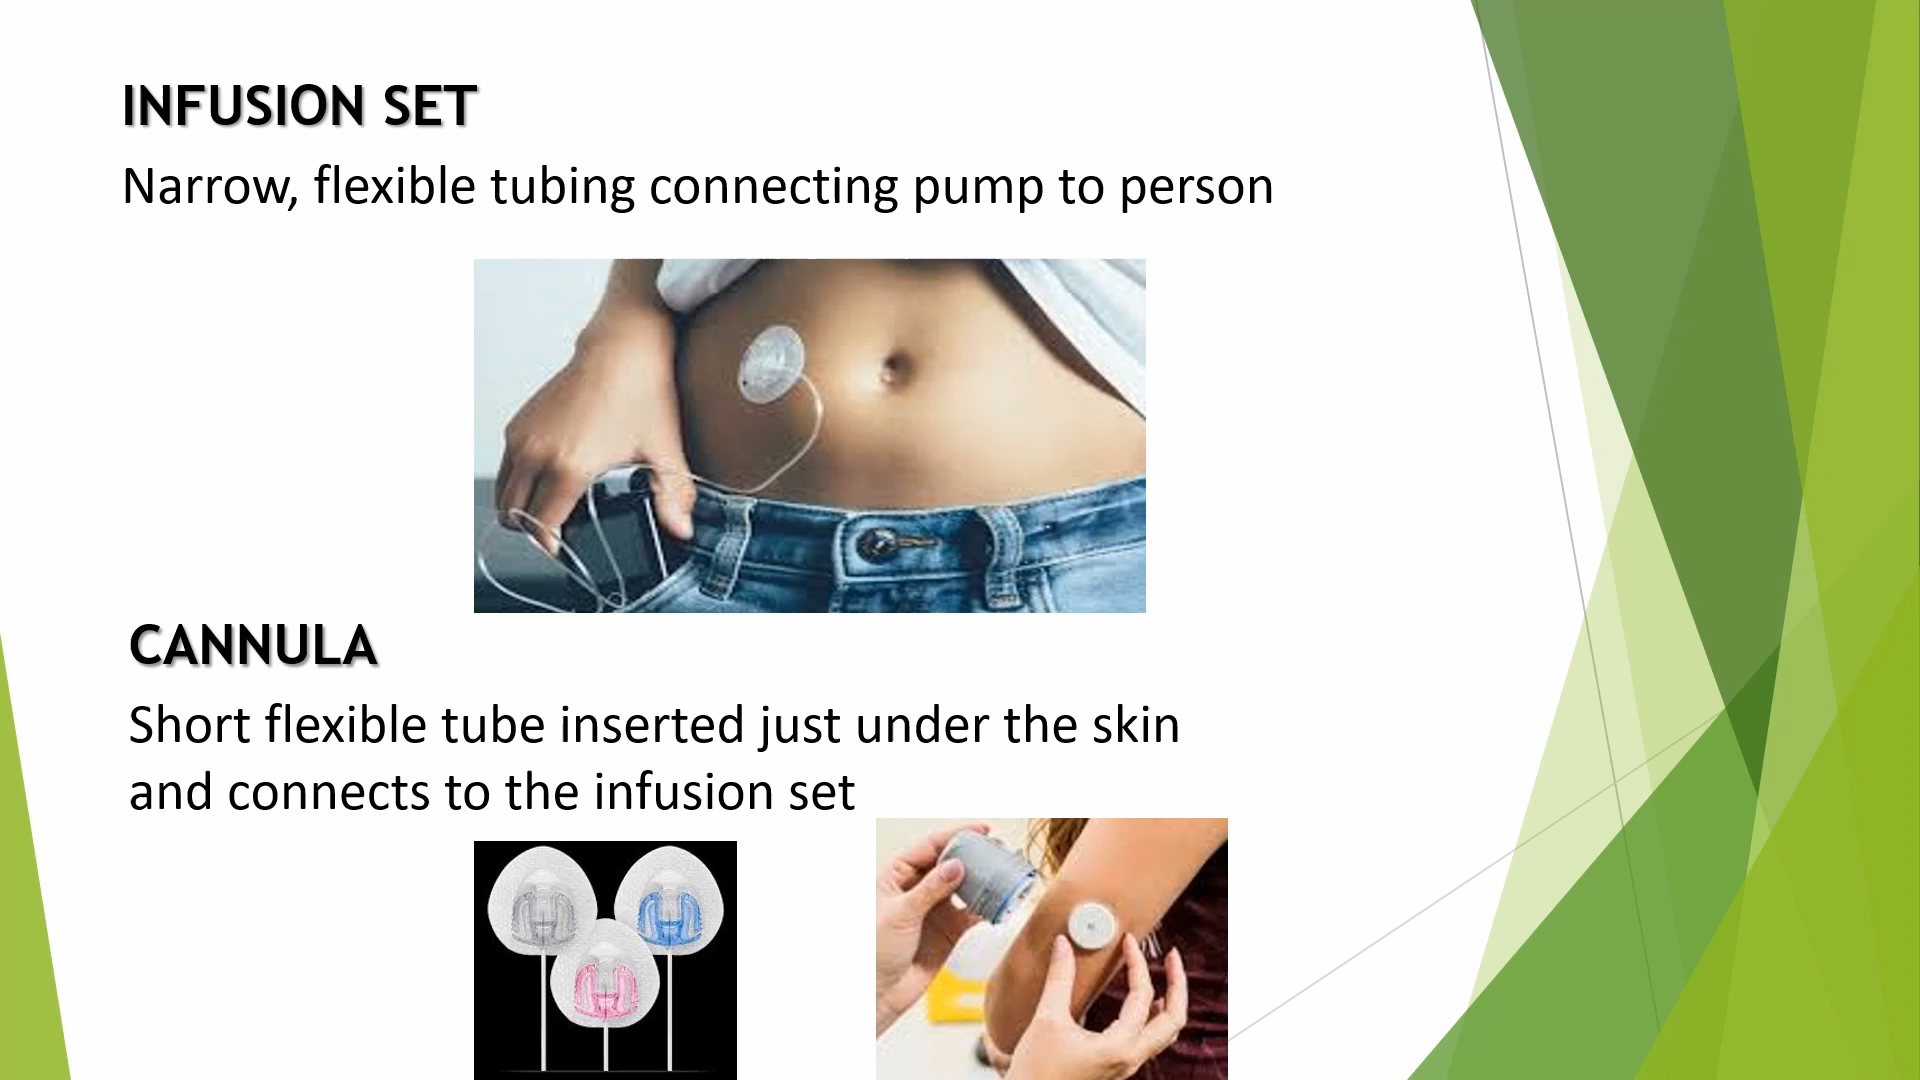 INFUSION SET
Narrow, flexible tubing connecting pump to person
CANNULA
Short flexible tube inserted just under the skin
and connects to the infusion set